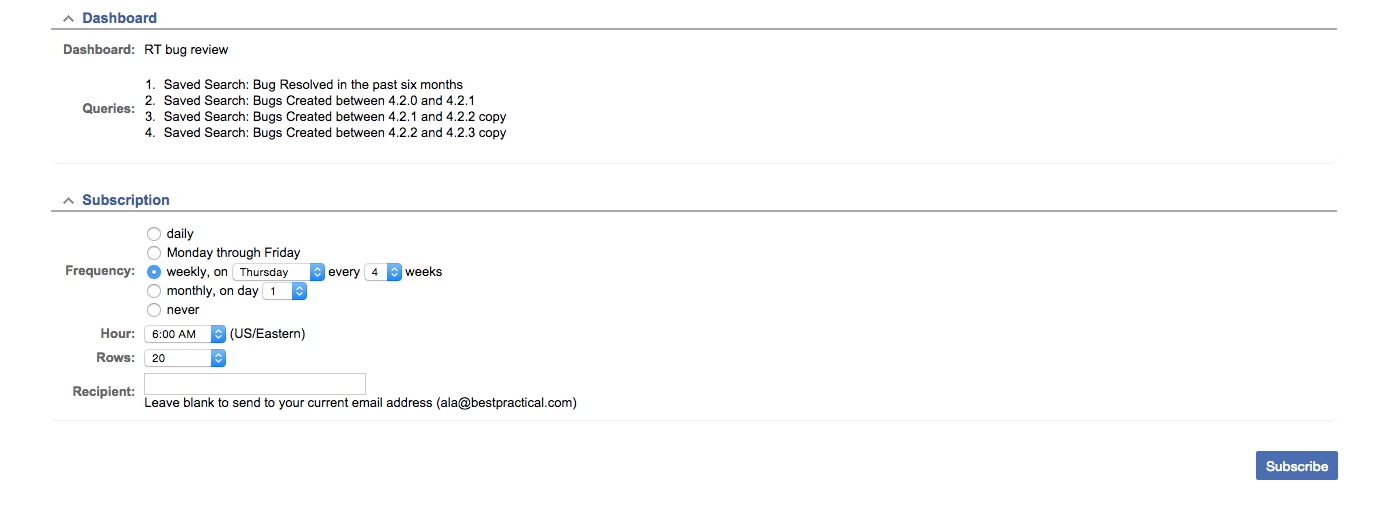 Dashboard
Dashboard: RT bug review
Queries:
1. Saved Search: Bug Resolved in the past six months
2. Saved Search: Bugs Created between 4.2.0 and 4.2.1
3. Saved Search: Bugs Created between 4.2.1 and 4.2.2 copy
4. Saved Search: Bugs Created between 4.2.2 and 4.2.3 copy
Subscription
Frequency:
daily
Monday through Friday
weekly, on Thursday every 4 weeks
monthly, on day 1
never
Hour: 6:00 AM (US/Eastern)
Rows: 20
Recipient:
Leave blank to send to your current email address (ala@bestpractical.com)
Subscribe